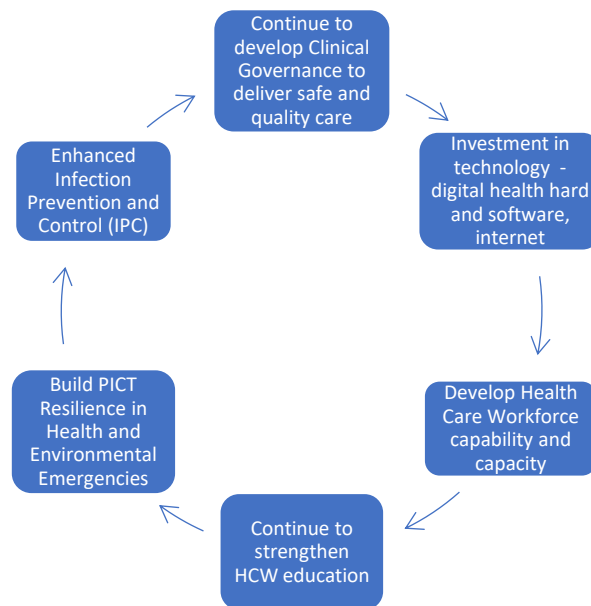 Continue to
develop Clinical
Governance to
deliver safe and
quality care
Investment in
technology -
digital health hard
and software,
internet
Develop Health
Care Workforce
capability and
capacity
Continue to
strengthen
HCW education
Build PICT
Resilience in
Health and
Environmental
Emergencies
Enhanced
Infection
Prevention and
Control (IPC)